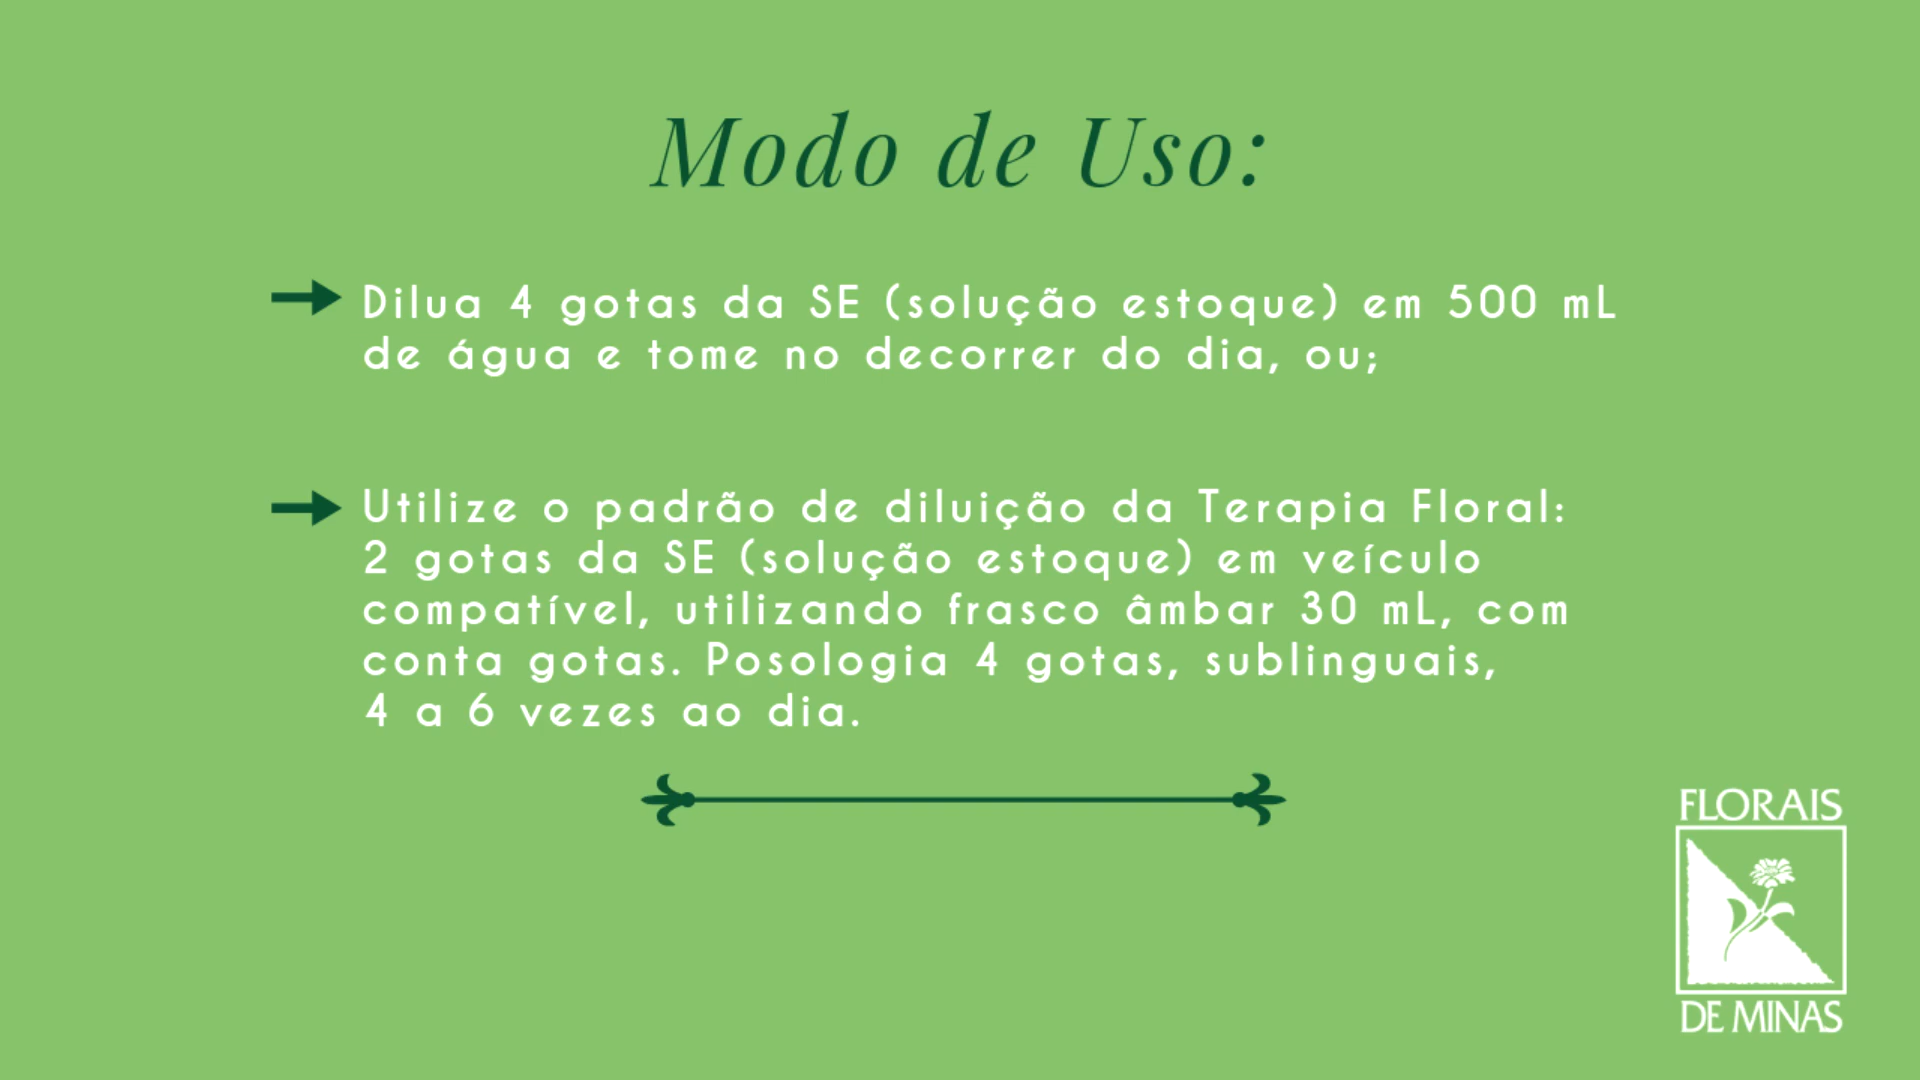 Modo de Uso:
Dilua 4 gotas da SE (solução estoque) em 500 mL
de água e tome no decorrer do dia, ou;
Utilize o padrão de diluição da Terapia Floral:
2 gotas da SE (solução estoque) em veículo
compatível, utilizando frasco âmbar 30 mL, com
conta gotas. Posologia 4 gotas, sublinguais,
4 a 6 vezes ao dia.
FLORAIS
DE MINAS